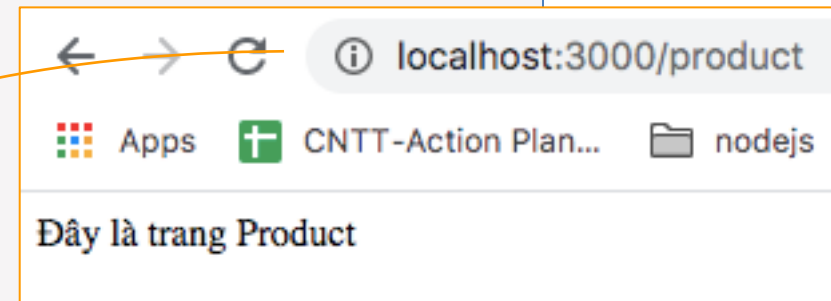 localhost:3000/product
Apps CNTT-Action Plan... nodejs
Đây là trang Product